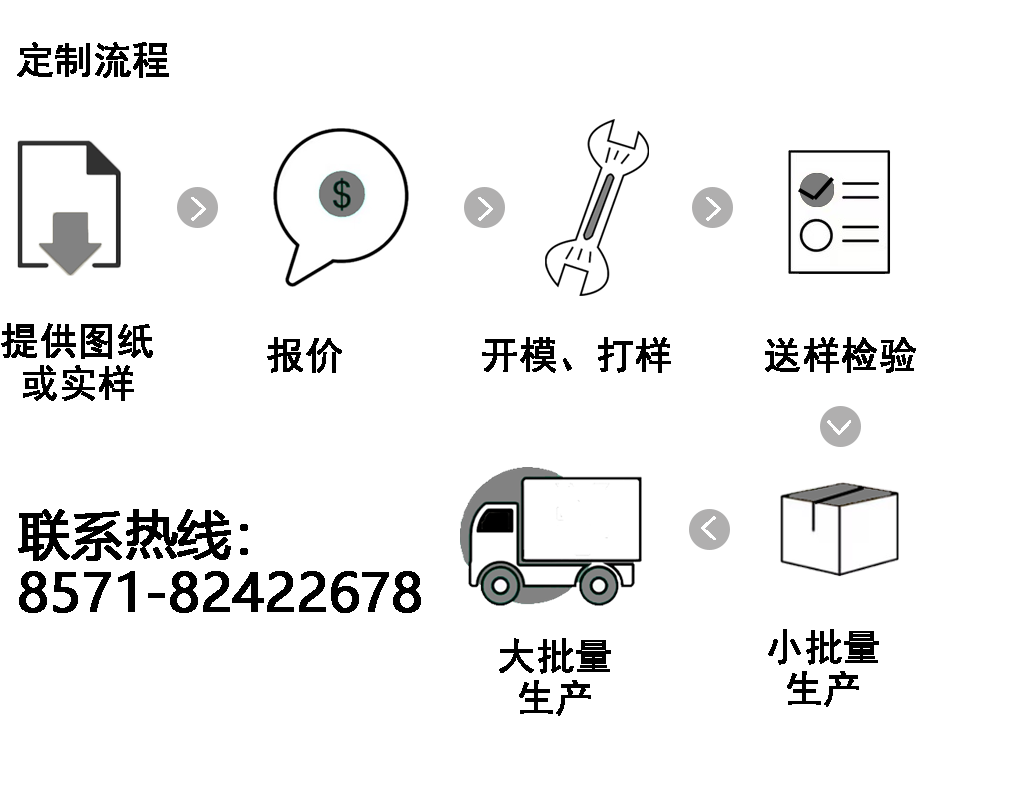 定制流程
$
提供图纸
或实样
报价
开模、打样
送样检验
联系热线：
8571-82422678
大批量
生产
小批量
生产